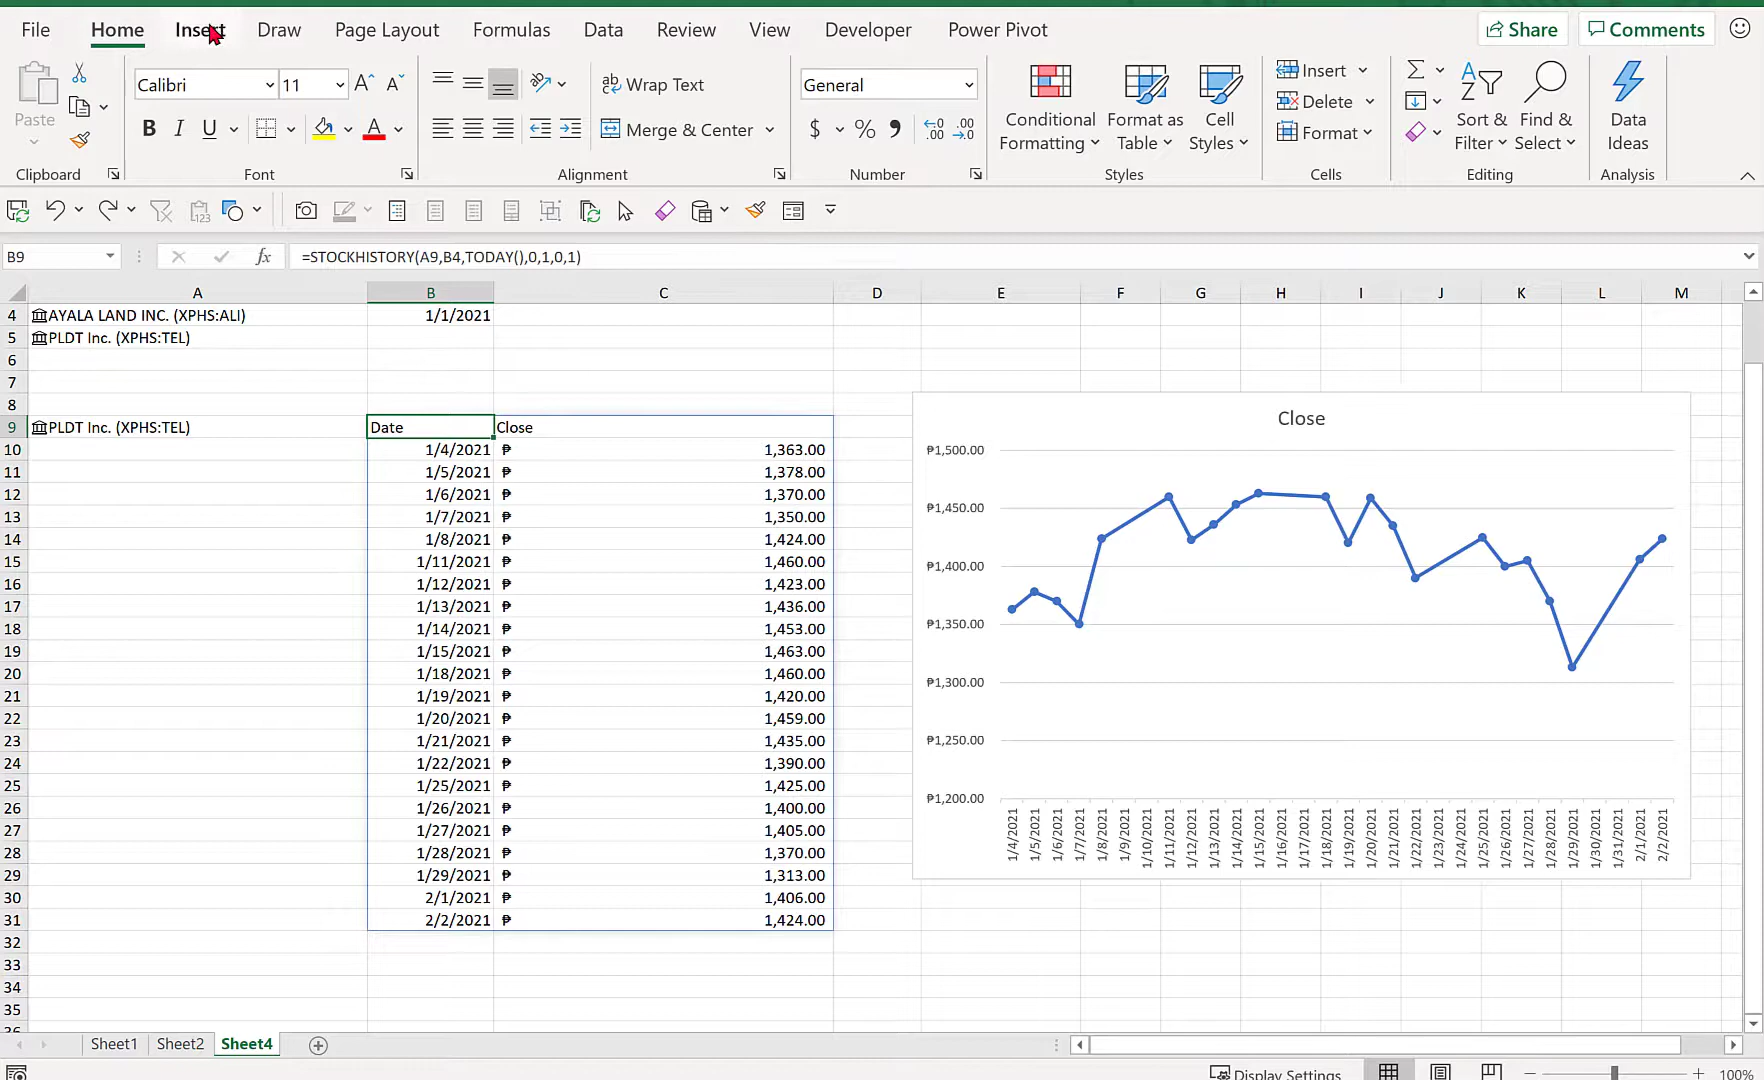 File Home Insert Draw Page Layout Formulas Data Review View Developer Power Pivot Share Comments
Calibri 11 Wrap Text General Insert
Delete
Paste Conditional Format as Cell Sort & Find & Data
B I U A Merge & Center $ % Format
Formatting Table Styles Filter Select Ideas
Clipboard Font Alignment Number Styles Cells Editing Analysis
B9 fx =STOCKHISTORY(A9,B4,TODAY(),0,1,0,1)
A B C D E F G H I J K L M
4 AYALA LAND INC. (XPHS:ALI) 1/1/2021
5 PLDT Inc. (XPHS:TEL)
6
7
8
9 PLDT Inc. (XPHS:TEL) Date Close
10 1/4/2021 ₱ 1,363.00
11 1/5/2021 ₱ 1,378.00
12 1/6/2021 ₱ 1,370.00
13 1/7/2021 ₱ 1,350.00
14 1/8/2021 ₱ 1,424.00
15 1/11/2021 ₱ 1,460.00
16 1/12/2021 ₱ 1,423.00
17 1/13/2021 ₱ 1,436.00
18 1/14/2021 ₱ 1,453.00
19 1/15/2021 ₱ 1,463.00
20 1/18/2021 ₱ 1,460.00
21 1/19/2021 ₱ 1,420.00
22 1/20/2021 ₱ 1,459.00
23 1/21/2021 ₱ 1,435.00
24 1/22/2021 ₱ 1,390.00
25 1/25/2021 ₱ 1,425.00
26 1/26/2021 ₱ 1,400.00
27 1/27/2021 ₱ 1,405.00
28 1/28/2021 ₱ 1,370.00
29 1/29/2021 ₱ 1,313.00
30 2/1/2021 ₱ 1,406.00
31 2/2/2021 ₱ 1,424.00
32
33
34
35
36
Close
₱1,500.00
₱1,450.00
₱1,400.00
₱1,350.00
₱1,300.00
₱1,250.00
₱1,200.00
1/4/2021 1/5/2021 1/6/2021 1/7/2021 1/8/2021 1/9/2021 1/10/2021 1/11/2021 1/12/2021 1/13/2021 1/14/2021 1/15/2021 1/16/2021 1/17/2021 1/18/2021 1/19/2021 1/20/2021 1/21/2021 1/22/2021 1/23/2021 1/24/2021 1/25/2021 1/26/2021 1/27/2021 1/28/2021 1/29/2021 1/30/2021 1/31/2021 2/1/2021 2/2/2021
Sheet1 Sheet2 Sheet4
Display Settings 100%